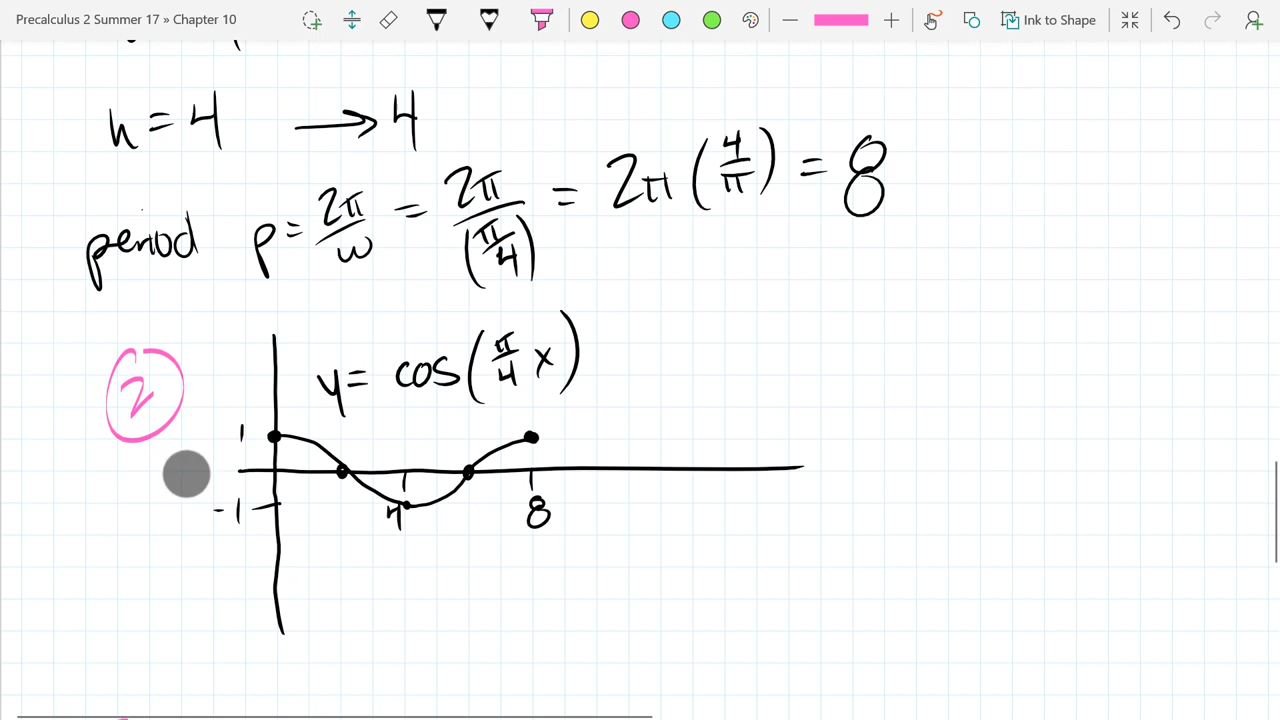 Precalculus 2 Summer 17 » Chapter 10
Ink to Shape
h = 4 → 4
period p = 2π/ω = 2π/(π/4) = 2π(4/π) = 8
2
y = cos(π/4 x)
1
-1
4
8